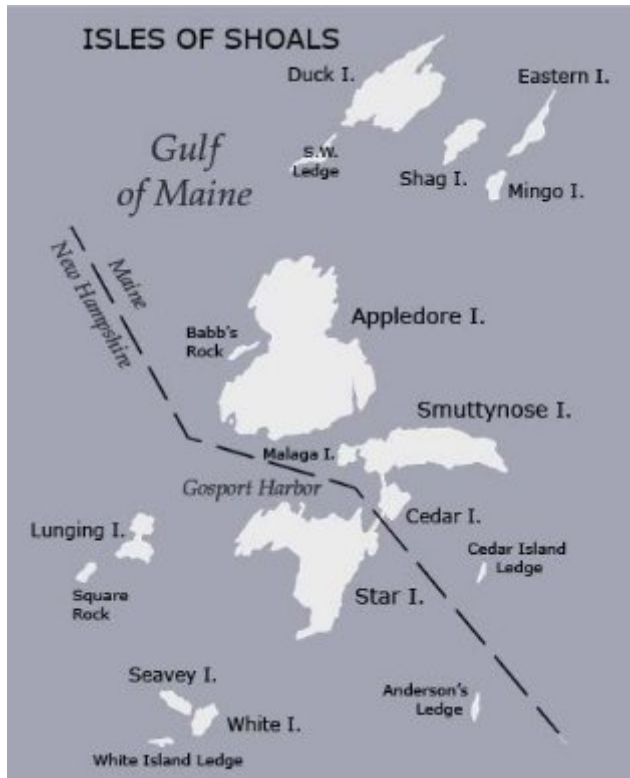 ISLES OF SHOALS
Duck I.
Eastern I.
Gulf
of Maine
S.W.
Ledge
Shag I.
Mingo I.
Maine
New Hampshire
Appledore I.
Babb's
Rock
Smuttynose I.
Malaga I.
Gosport Harbor
Cedar I.
Lunging I.
Cedar Island
Ledge
Square
Rock
Star I.
Seavey I.
Anderson's
Ledge
White I.
White Island Ledge